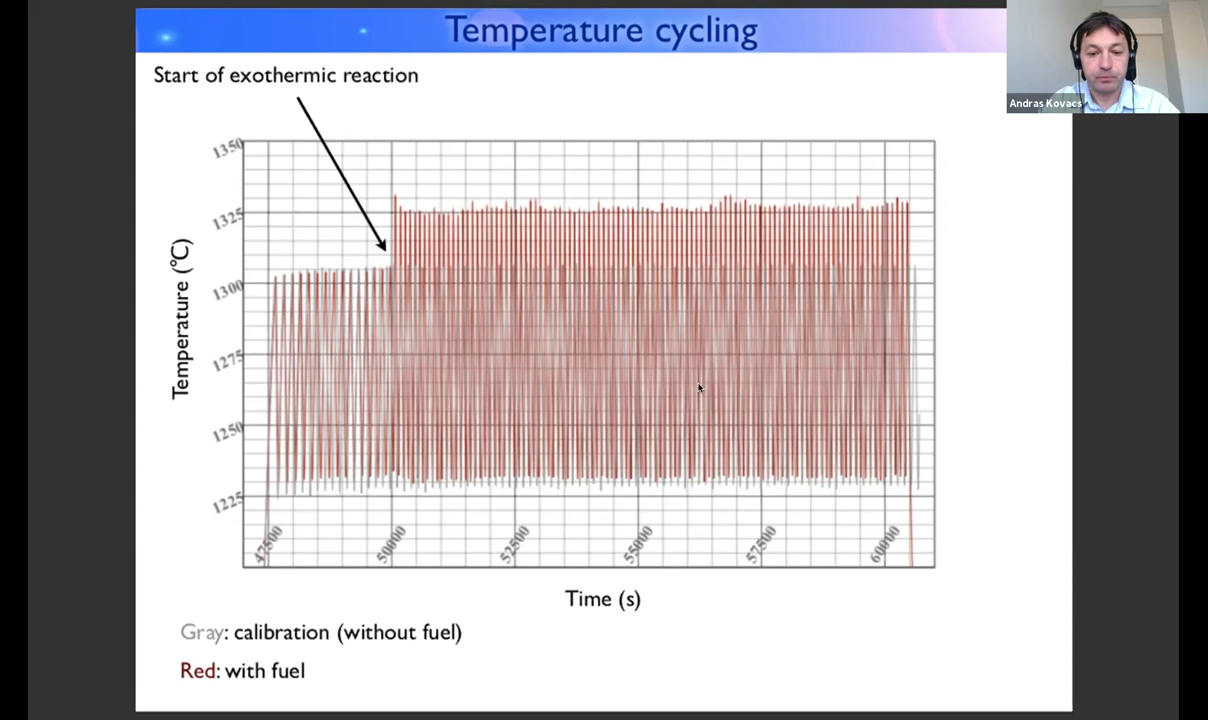 Temperature cycling
Andras Kovacs
Start of exothermic reaction
1350
1325
1300
1275
1250
1225
Temperature (°C)
47500
50000
52500
55000
57500
60000
Time (s)
Gray: calibration (without fuel)
Red: with fuel